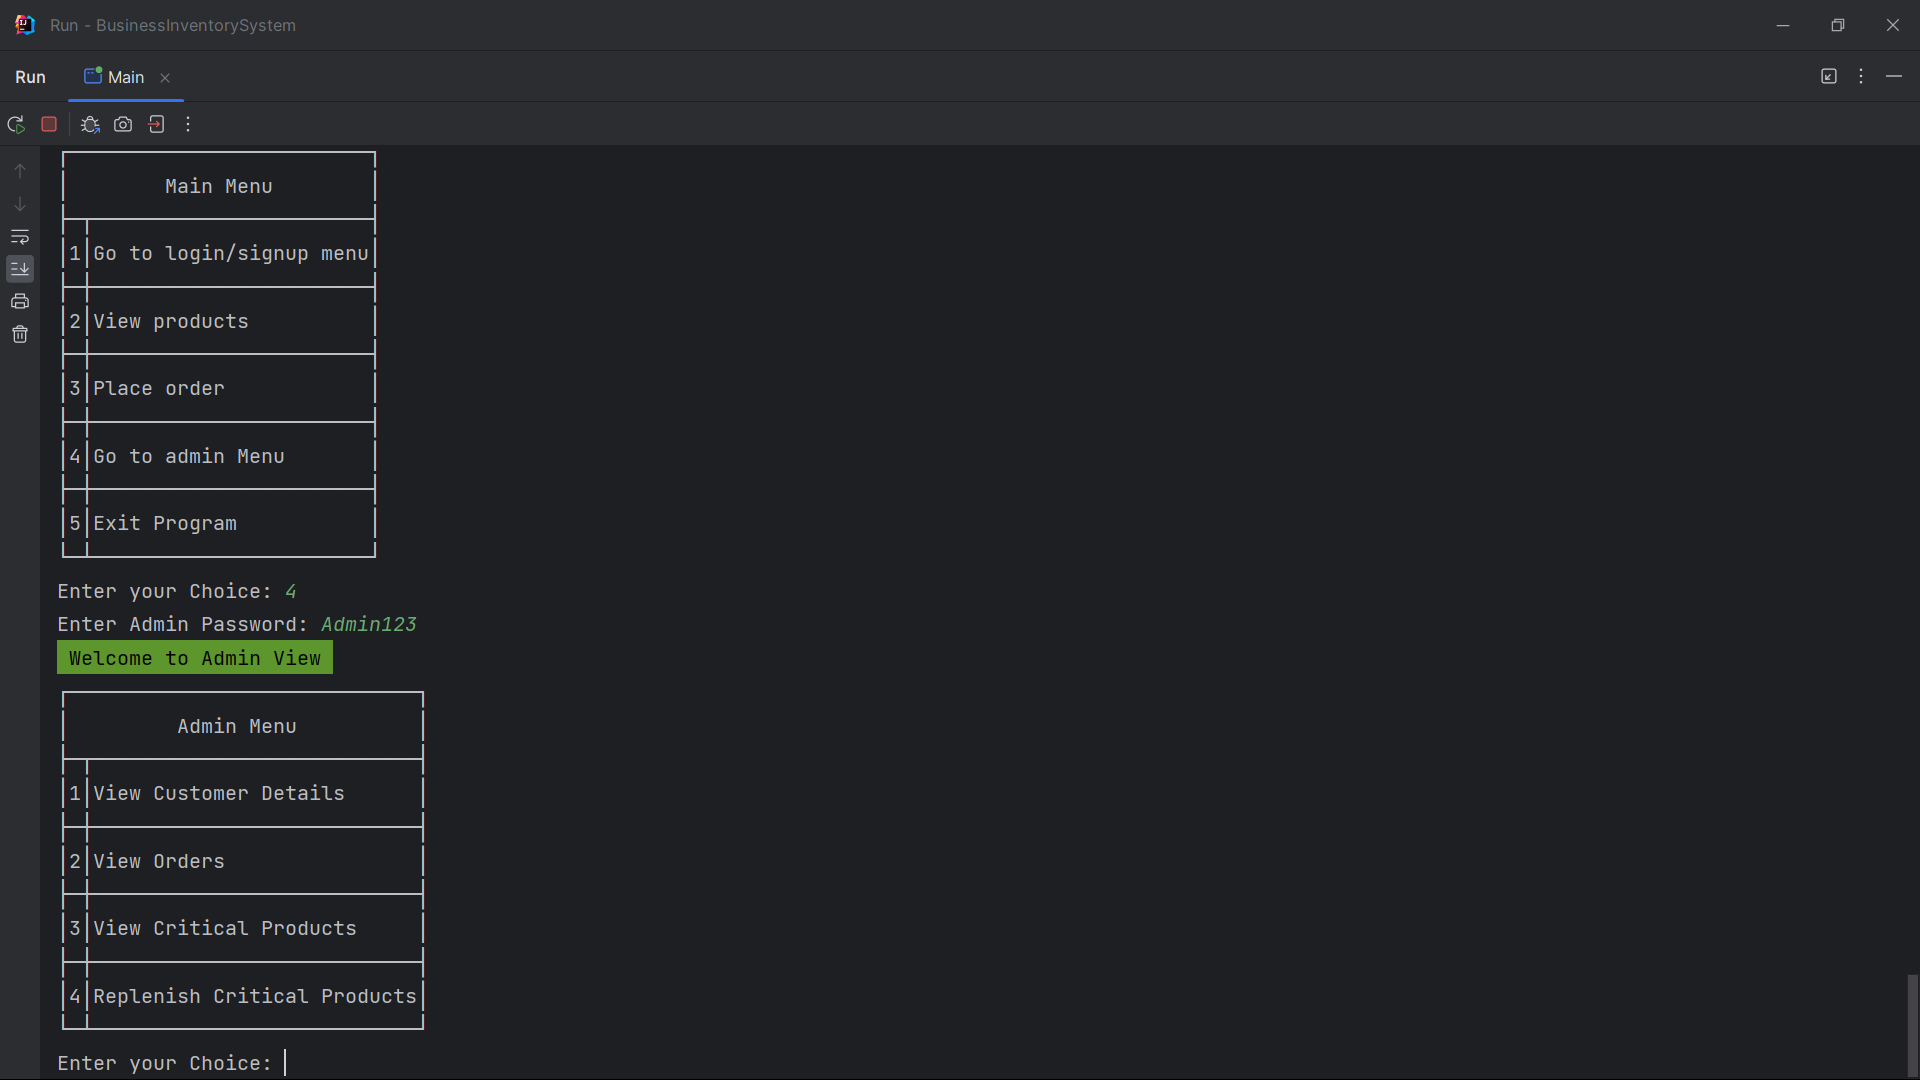 Run - BusinessInventorySystem
Run Main
Main Menu
1 Go to login/signup menu
2 View products
3 Place order
4 Go to admin Menu
5 Exit Program
Enter your Choice: 4
Enter Admin Password: Admin123
Welcome to Admin View
Admin Menu
1 View Customer Details
2 View Orders
3 View Critical Products
4 Replenish Critical Products
Enter your Choice: